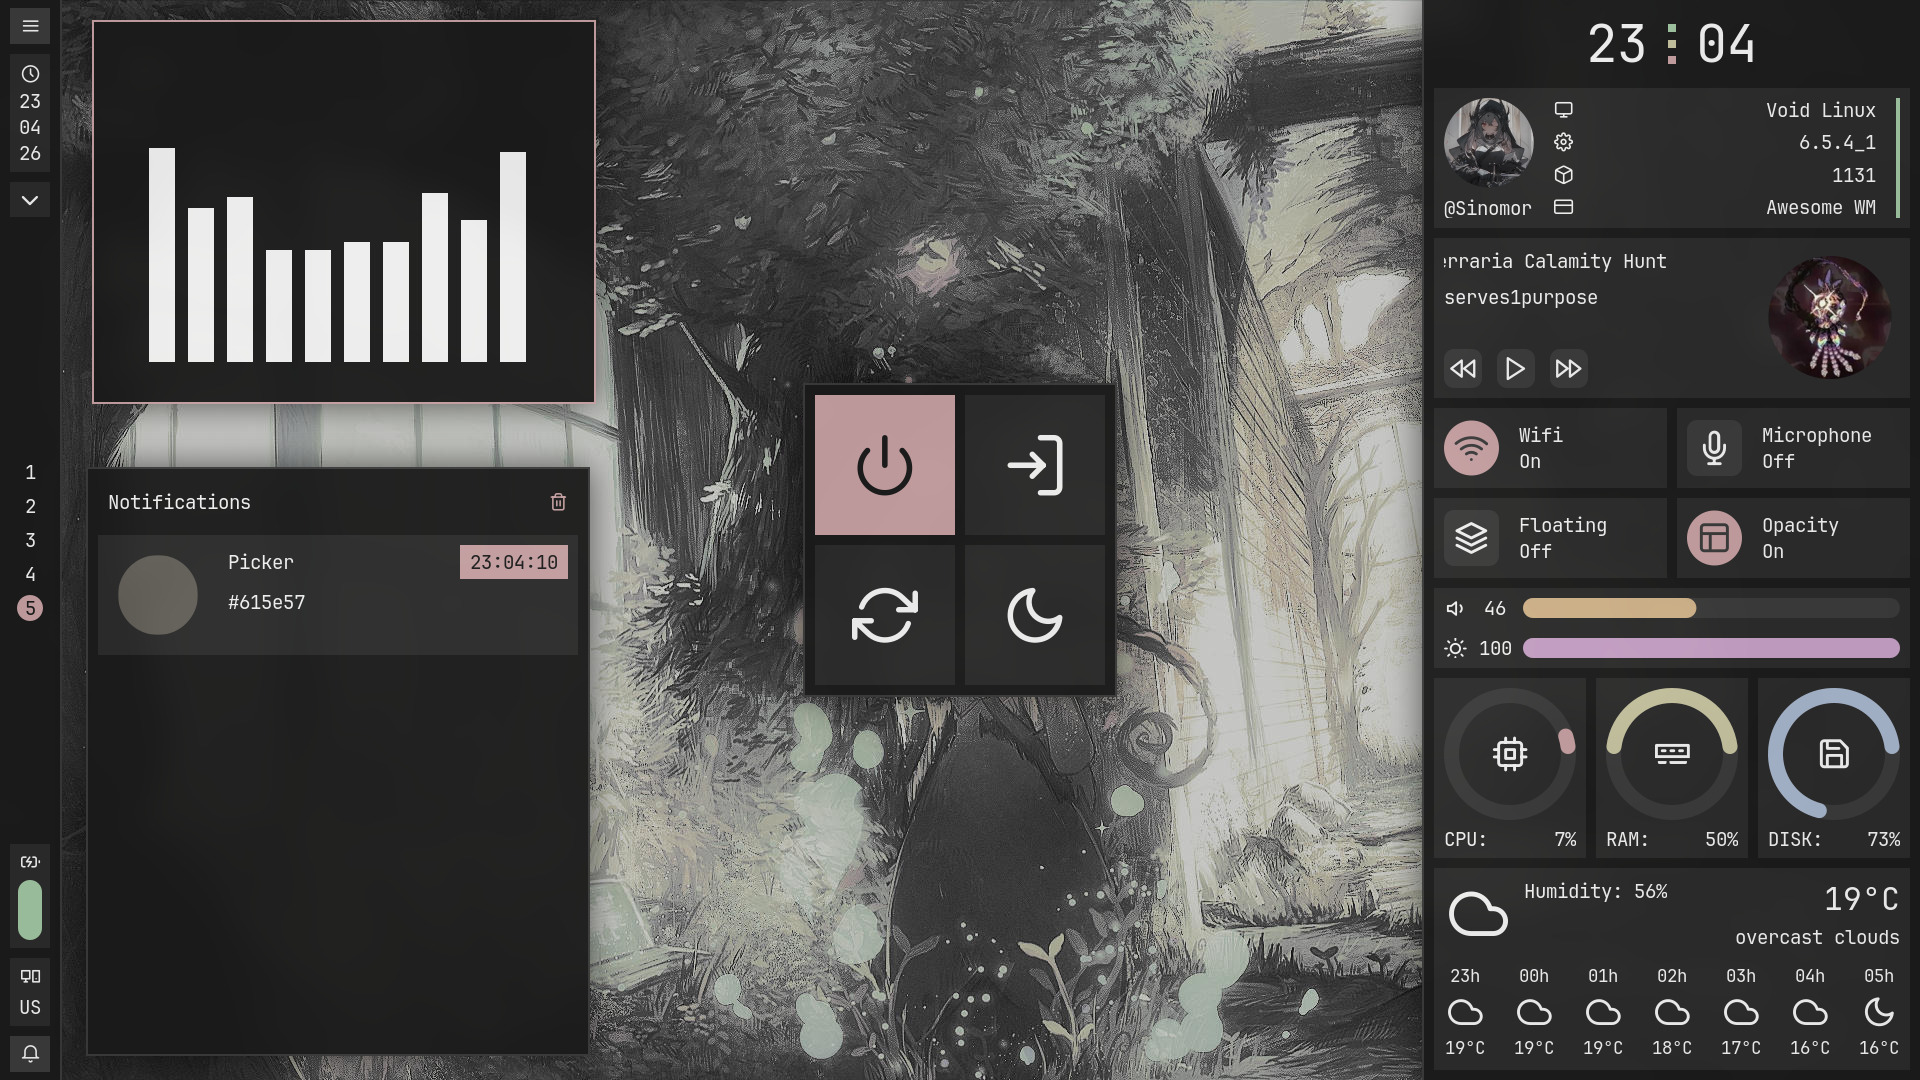 23
04
26
1
2
3
4
5
US
Notifications
Picker
23:04:10
#615e57
23 04
@Sinomor
Void Linux
6.5.4_1
1131
Awesome WM
erraria Calamity Hunt
serves1purpose
Wifi
On
Microphone
Off
Floating
Off
Opacity
On
46
100
CPU: 7%
RAM: 50%
DISK: 73%
Humidity: 56%
19°C
overcast clouds
23h 00h 01h 02h 03h 04h 05h
19°C 19°C 19°C 18°C 17°C 16°C 16°C